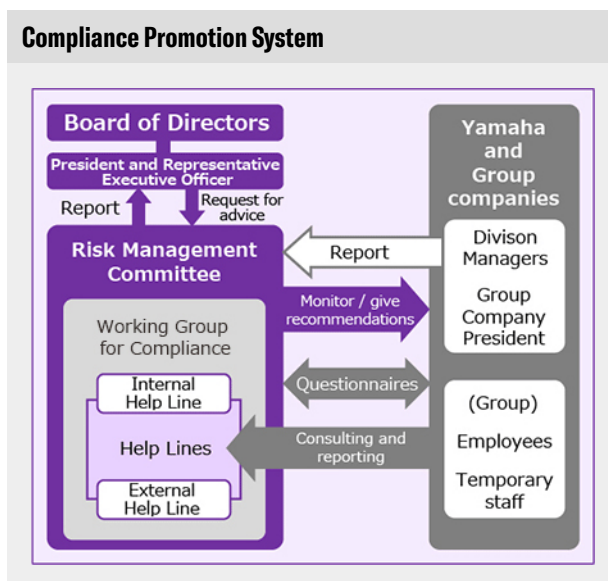 Compliance Promotion System
Board of Directors
President and Representative
Executive Officer
Report
Request for
advice
Risk Management
Committee
Working Group
for Compliance
Internal
Help Line
Help Lines
External
Help Line
Report
Monitor / give
recommendations
Questionnaires
Consulting and
reporting
Yamaha
and
Group
companies
Divison
Managers
Group
Company
President
(Group)
Employees
Temporary
staff